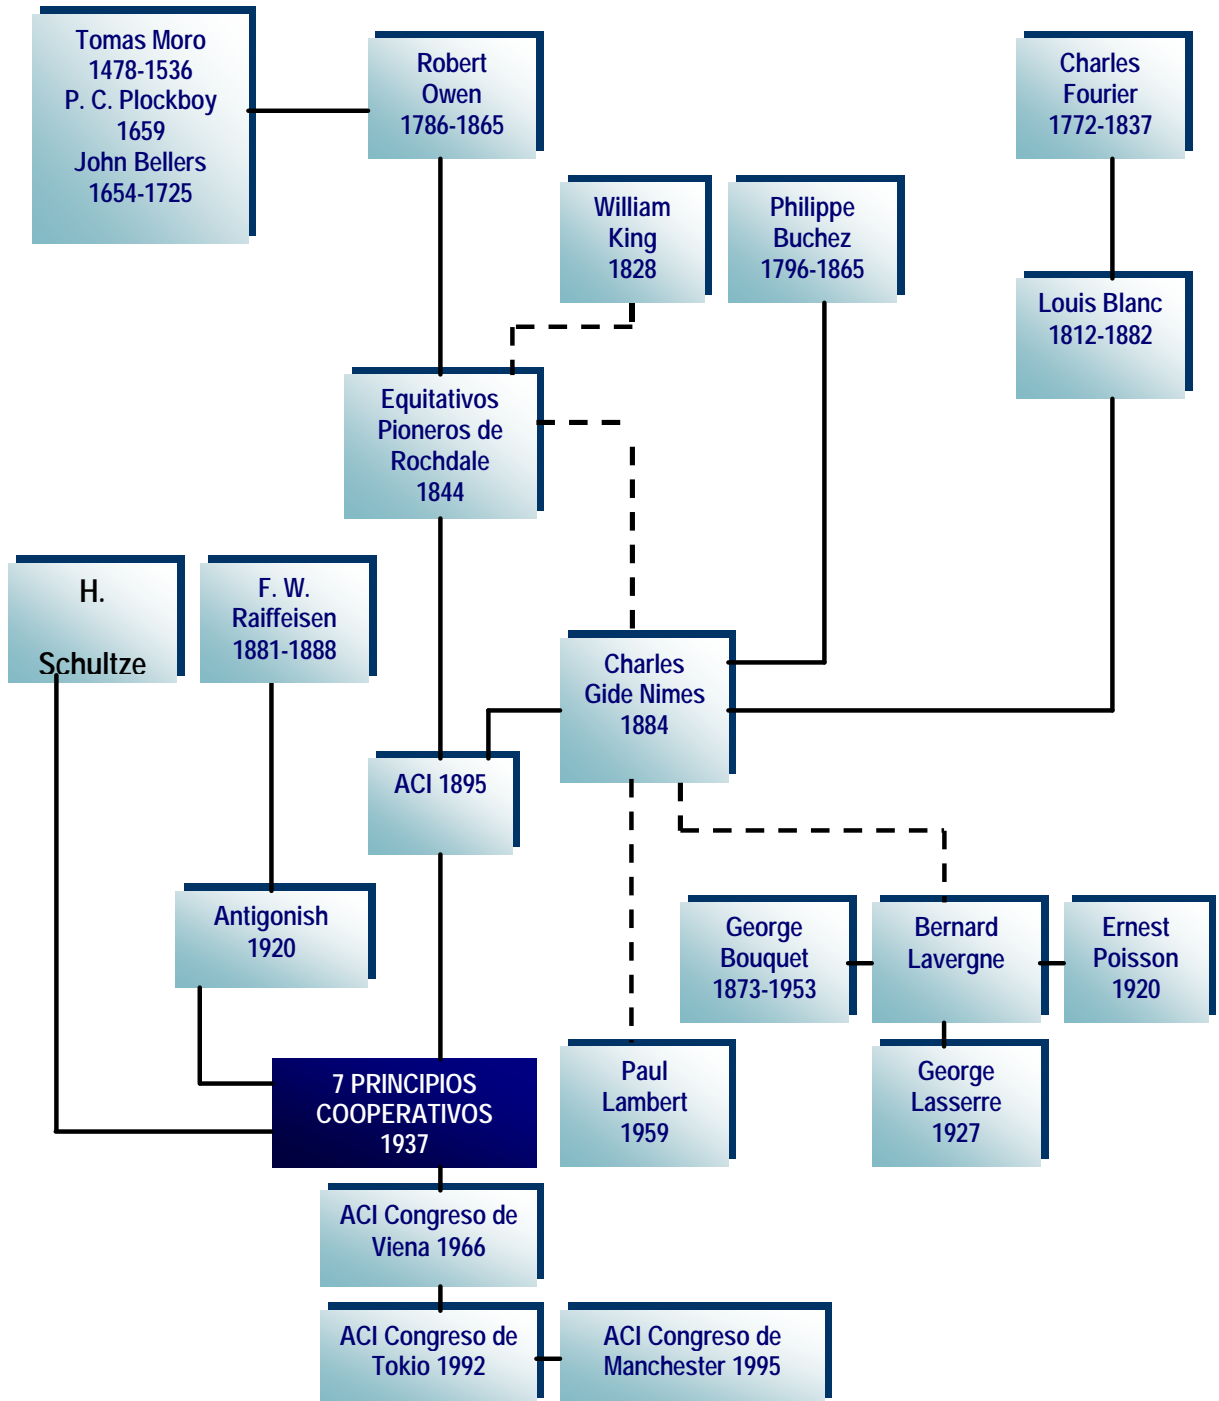 Tomas Moro
1478-1536
P. C. Plockboy
1659
John Bellers
1654-1725
Robert
Owen
1786-1865
Charles
Fourier
1772-1837
William
King
1828
Philippe
Buchez
1796-1865
Louis Blanc
1812-1882
Equitativos
Pioneros de
Rochdale
1844
H.
Schultze
F. W.
Raiffeisen
1881-1888
Charles
Gide Nimes
1884
ACI 1895
Antigonish
1920
George
Bouquet
1873-1953
Bernard
Lavergne
Ernest
Poisson
1920
7 PRINCIPIOS
COOPERATIVOS
1937
Paul
Lambert
1959
George
Lasserre
1927
ACI Congreso de
Viena 1966
ACI Congreso de
Tokio 1992
ACI Congreso de
Manchester 1995